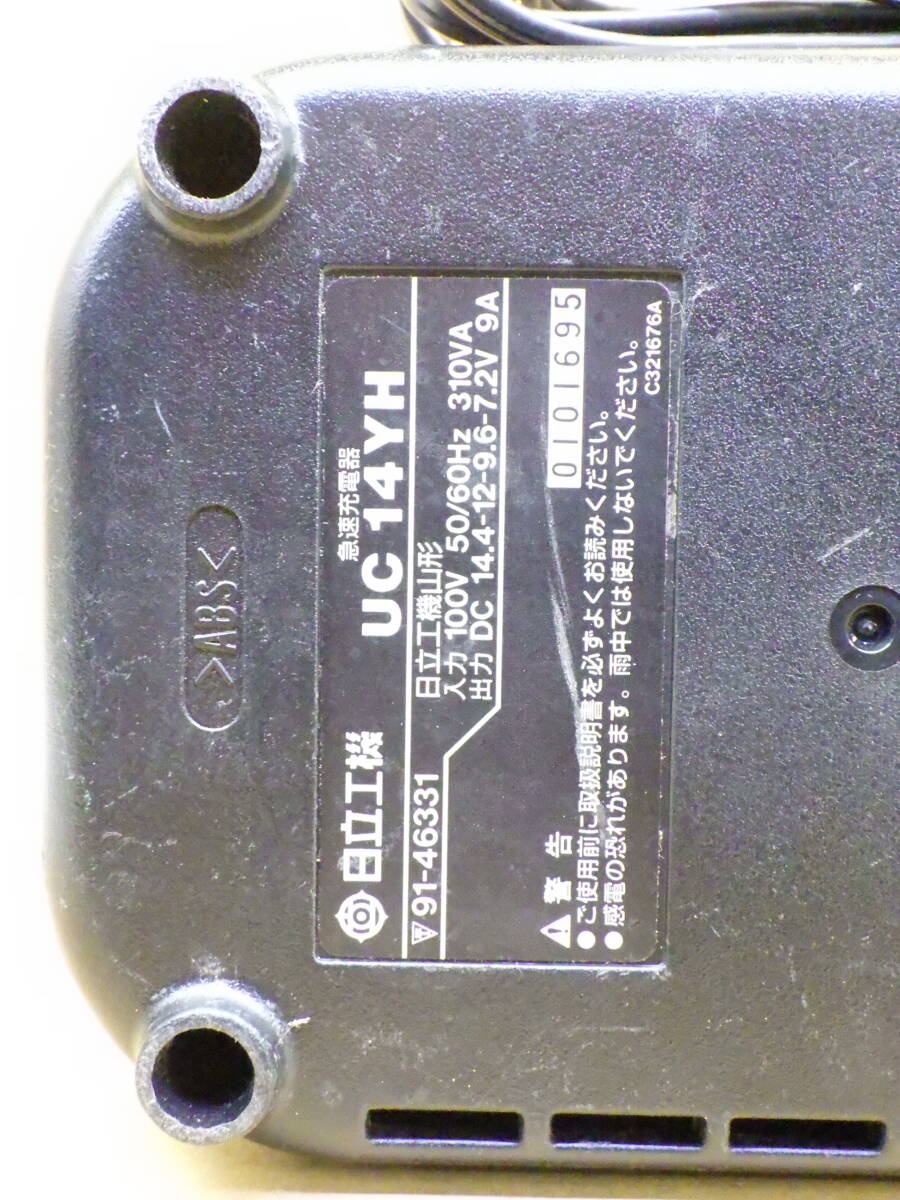 >ABS<
日立工機
急速充電器
UC 14YH
91-46331
日立工機山形
入力 100V 50/60Hz 310VA
出力 DC 14.4-12-9.6-7.2V 9A
0101695
警告
●ご使用前に取扱説明書を必ずよくお読みください。
●感電の恐れがあります。雨中では使用しないでください。
C321676A